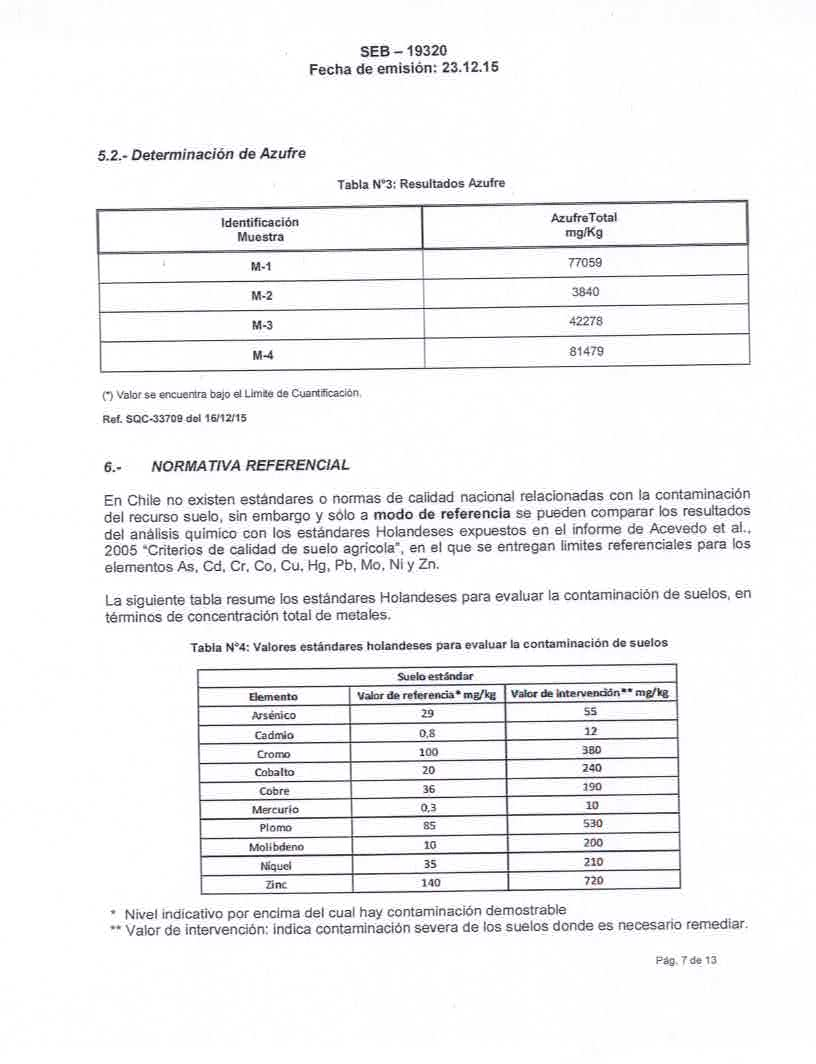 SEB – 19320
Fecha de emisión: 23.12.15
5.2.- Determinación de Azufre
Tabla N°3: Resultados Azufre
Identificación Muestra | AzufreTotal mg/Kg
M-1 | 77059
M-2 | 3840
M-3 | 42278
M-4 | 81479
(*) Valor se encuentra bajo el Limite de Cuantificación.
Ref. SQC-33709 del 16/12/15
6.- NORMATIVA REFERENCIAL
En Chile no existen estándares o normas de calidad nacional relacionadas con la contaminación
del recurso suelo, sin embargo y sólo a modo de referencia se pueden comparar los resultados
del análisis químico con los estándares Holandeses expuestos en el informe de Acevedo et al.,
2005 "Criterios de calidad de suelo agrícola", en el que se entregan limites referenciales para los
elementos As, Cd, Cr, Co, Cu, Hg, Pb, Mo, Ni y Zn.
La siguiente tabla resume los estándares Holandeses para evaluar la contaminación de suelos, en
términos de concentración total de metales.
Tabla N°4: Valores estándares holandeses para evaluar la contaminación de suelos
Suelo estándar
Elemento | Valor de referencia* mg/kg | Valor de intervención** mg/kg
Arsénico | 29 | 55
Cadmio | 0,8 | 12
Cromo | 100 | 380
Cobalto | 20 | 240
Cobre | 36 | 190
Mercurio | 0,3 | 10
Plomo | 85 | 530
Molibdeno | 10 | 200
Níquel | 35 | 210
Zinc | 140 | 720
* Nivel indicativo por encima del cual hay contaminación demostrable
** Valor de intervención: indica contaminación severa de los suelos donde es necesario remediar.
Pág. 7 de 13